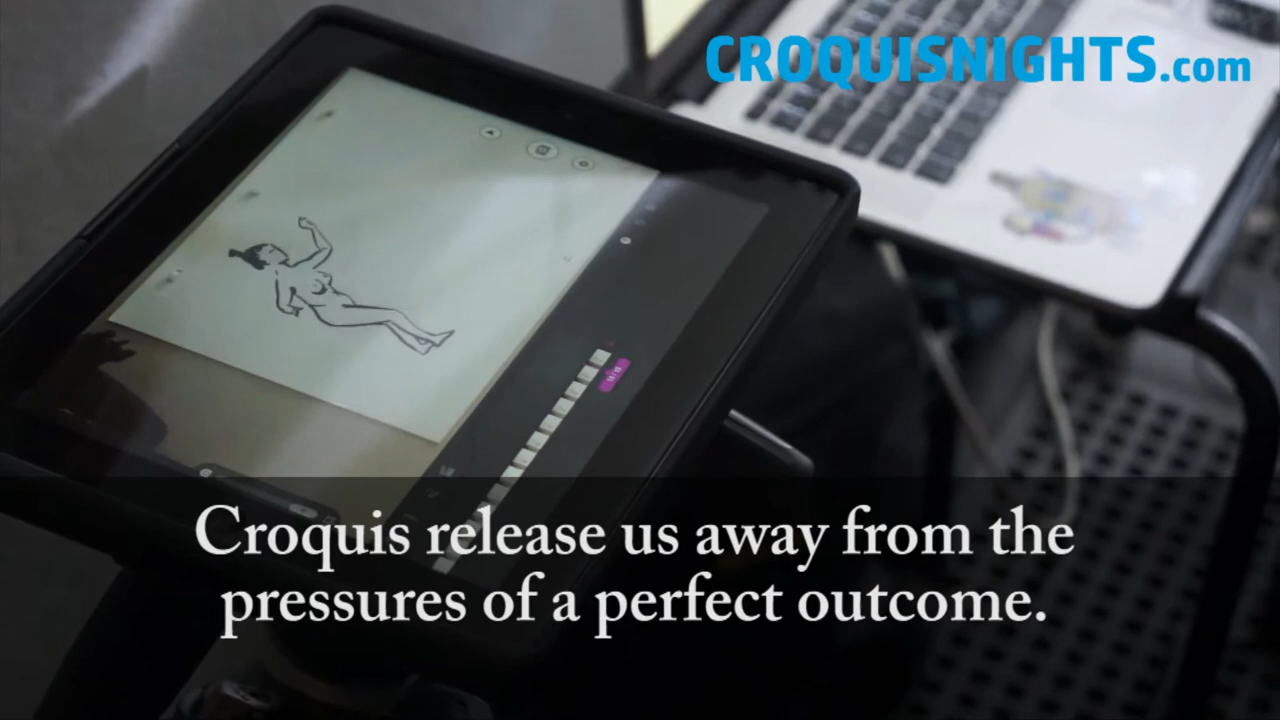 CROQUISNIGHTS.com
Croquis release us away from the
pressures of a perfect outcome.